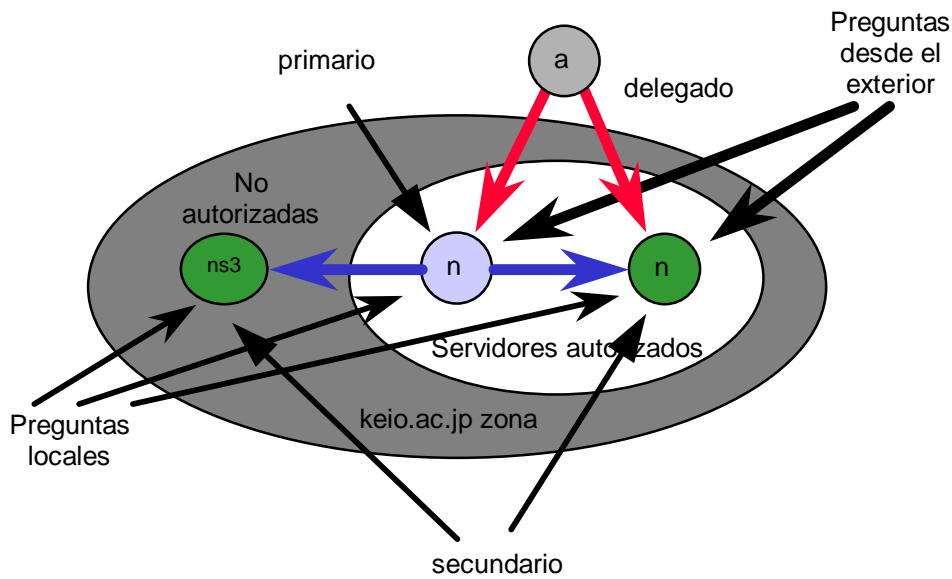 Preguntas
desde el
exterior
primario
a
delegado
No
autorizadas
ns3
n
n
Servidores autorizados
keio.ac.jp zona
Preguntas
locales
secundario